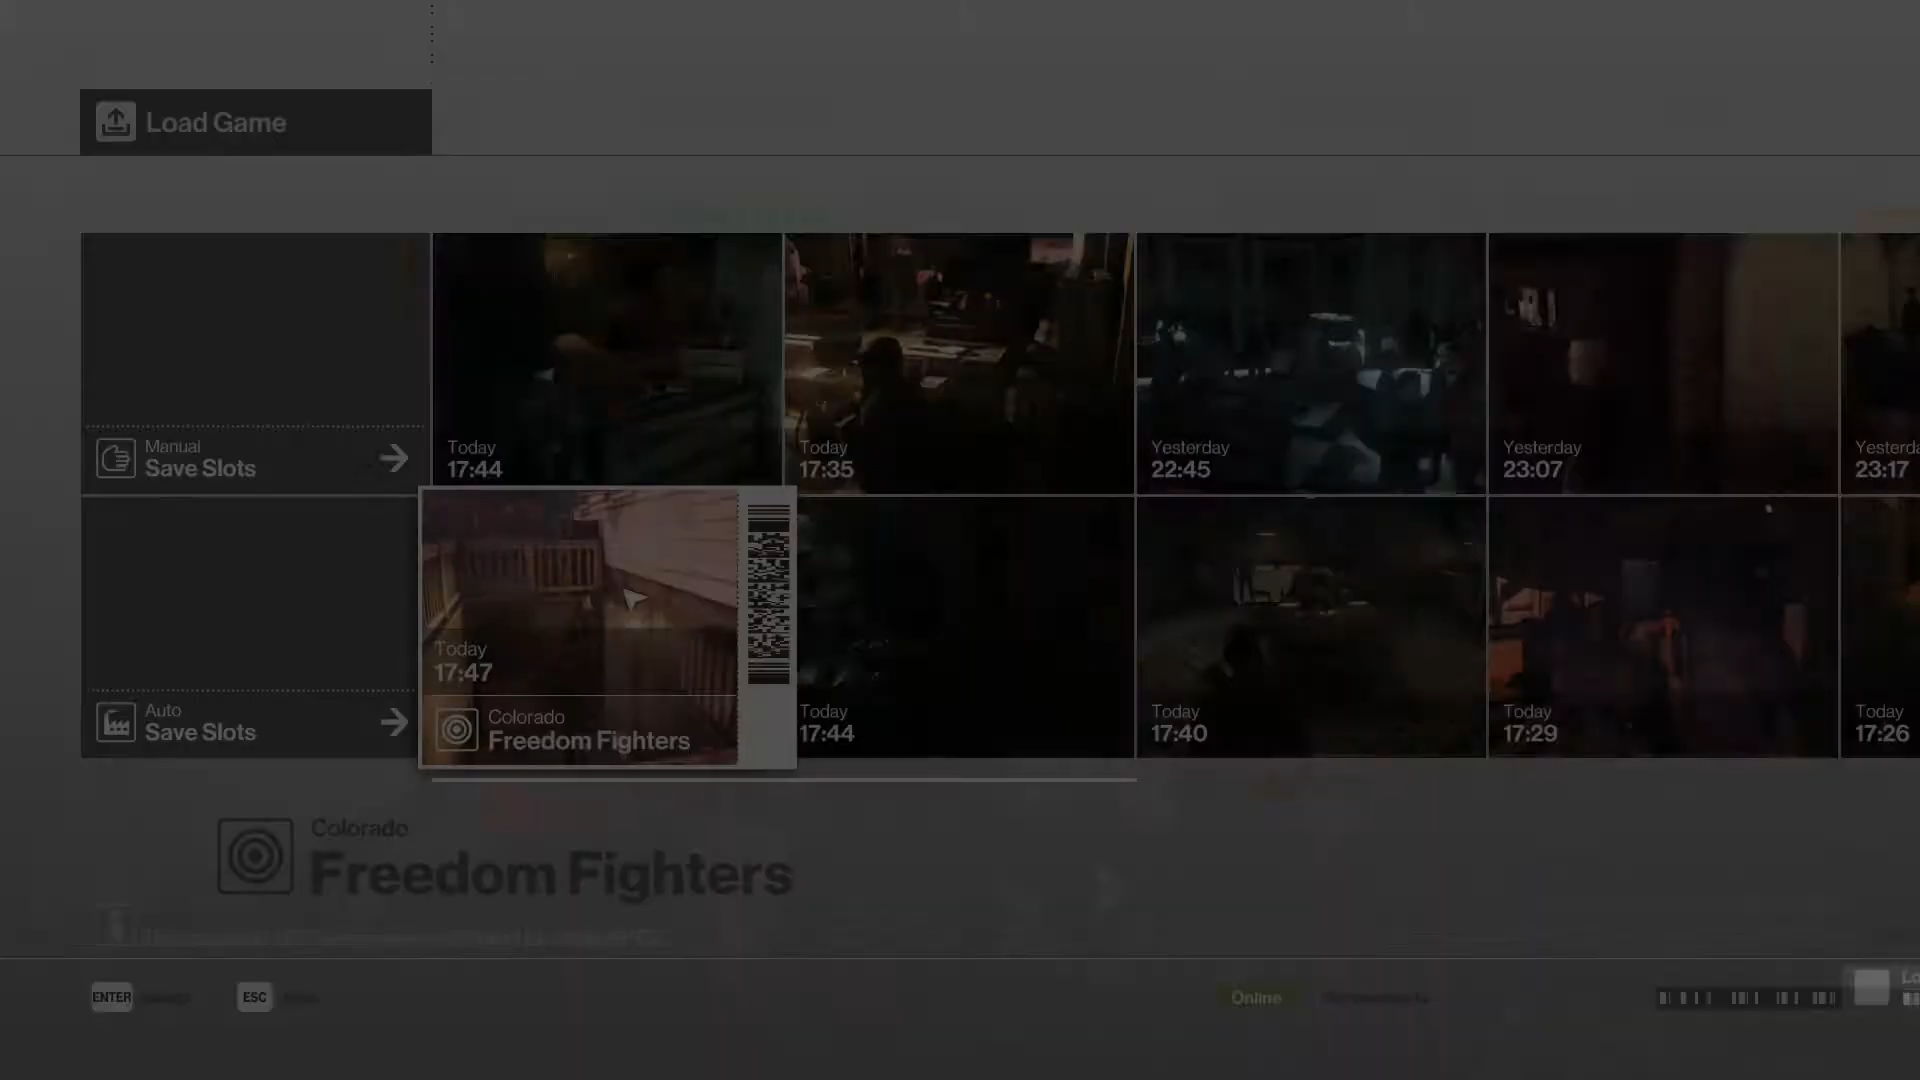 Load Game
Manual
Save Slots
Today
17:44
Today
17:35
Yesterday
22:45
Yesterday
23:07
Yesterda
23:17
Auto
Save Slots
Today
17:47
Colorado
Freedom Fighters
Today
17:44
Today
17:40
Today
17:29
Today
17:26
Colorado
Freedom Fighters
ENTER
ESC
Online